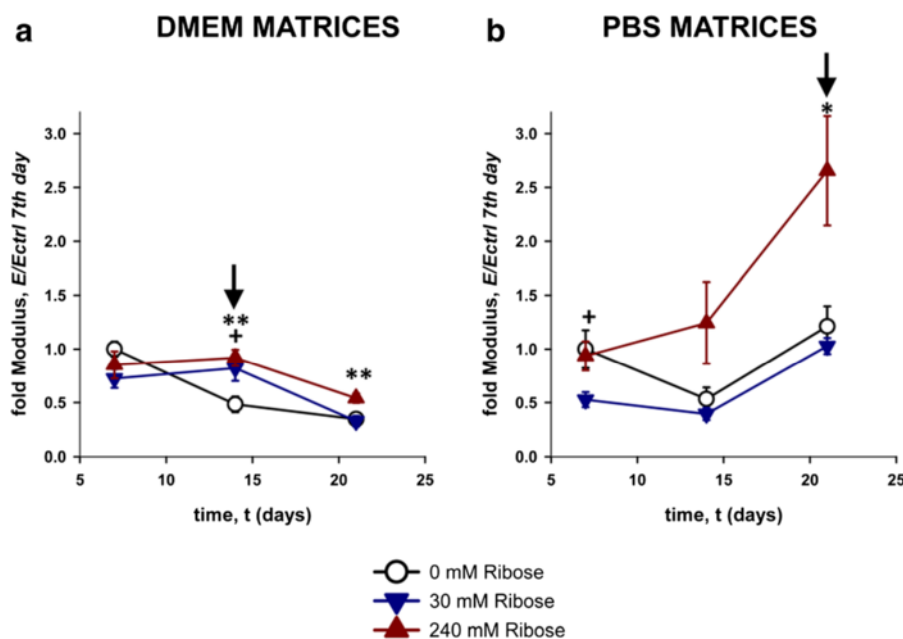 a DMEM MATRICES
fold Modulus, E/Ectrl 7th day
3.0
2.5
2.0
1.5
1.0
0.5
0.0
**
+
**
5 10 15 20 25
time, t (days)
b PBS MATRICES
fold Modulus, E/Ectrl 7th day
3.0
2.5
2.0
1.5
1.0
0.5
0.0
+
*
5 10 15 20 25
time, t (days)
0 mM Ribose
30 mM Ribose
240 mM Ribose